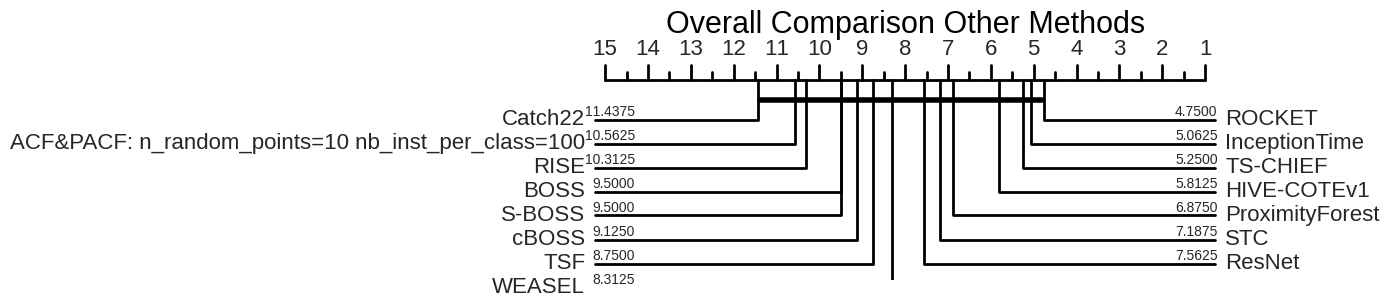 Overall Comparison Other Methods
15 14 13 12 11 10 9 8 7 6 5 4 3 2 1
Catch22 11.4375 4.7500 ROCKET
ACF&PACF: n_random_points=10 nb_inst_per_class=100 10.5625 5.0625 InceptionTime
RISE 10.3125 5.2500 TS-CHIEF
BOSS 9.5000 5.8125 HIVE-COTEv1
S-BOSS 9.5000 6.8750 ProximityForest
cBOSS 9.1250 7.1875 STC
TSF 8.7500 7.5625 ResNet
WEASEL 8.3125